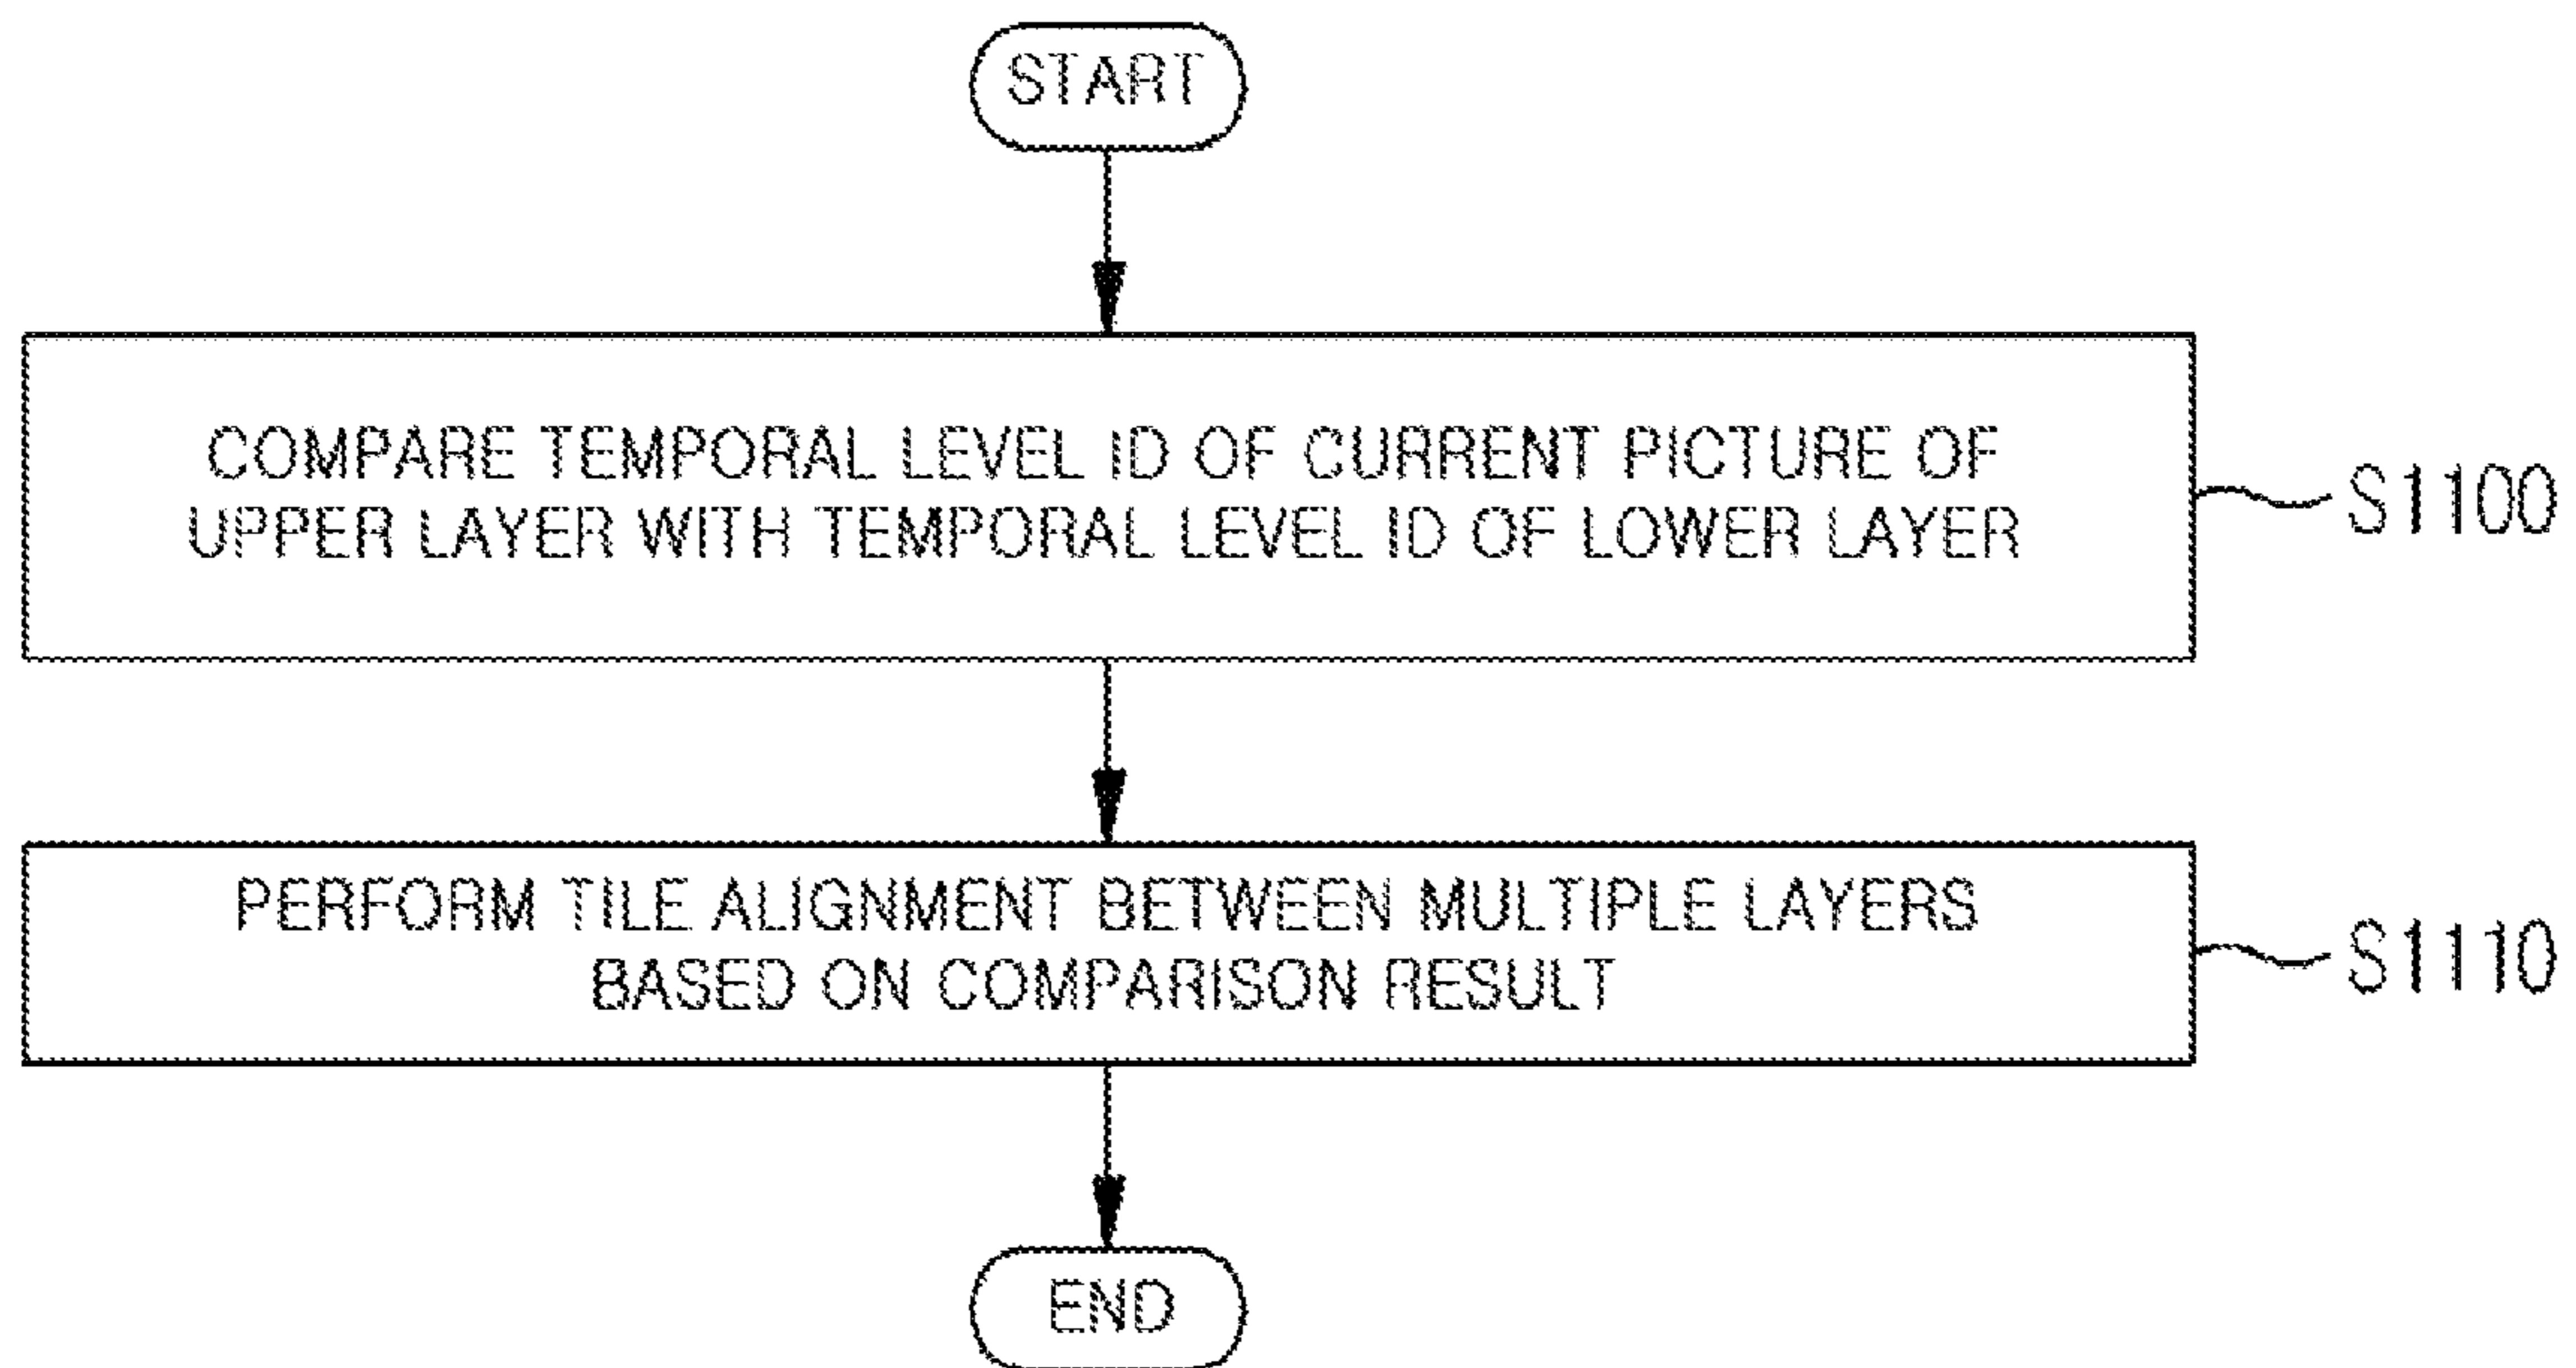 START
COMPARE TEMPORAL LEVEL ID OF CURRENT PICTURE OF
UPPER LAYER WITH TEMPORAL LEVEL ID OF LOWER LAYER
S1100
PERFORM TILE ALIGNMENT BETWEEN MULTIPLE LAYERS
BASED ON COMPARISON RESULT
S1110
END